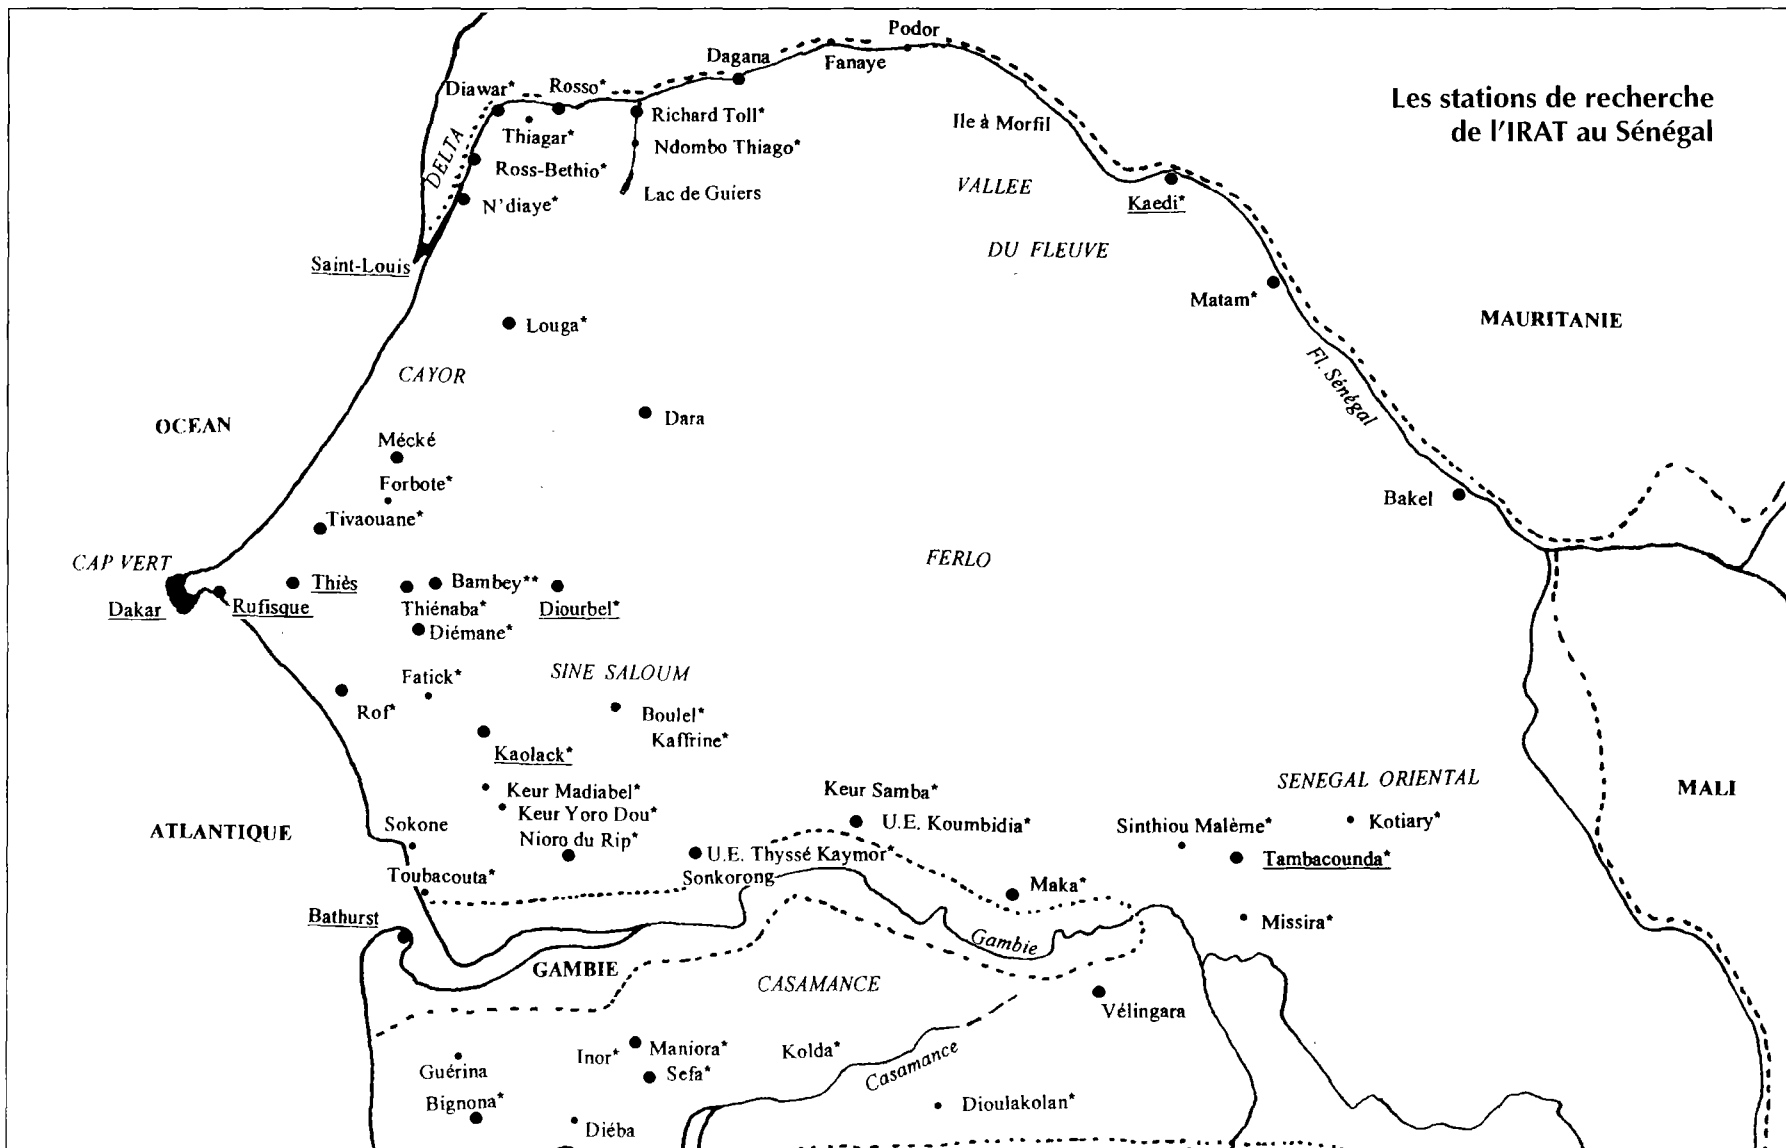 Les stations de recherche
de l'IRAT au Sénégal
Podor
Dagana
Fanaye
Diawar*
Rosso*
Richard Toll*
Thiagar*
Ile à Morfil
DELTA
Ndombo Thiago*
Ross-Bethio*
VALLEE
Lac de Guiers
N'diaye*
Kaedi*
DU FLEUVE
Saint-Louis
Matam*
MAURITANIE
Louga*
Fl. Sénégal
CAYOR
Dara
OCEAN
Mécké
Forbote*
Bakel
Tivaouane*
CAP VERT
FERLO
Thiès
Bambey**
Dakar
Rufisque
Thiénaba*
Diourbel*
Diémane*
Fatick*
SINE SALOUM
Rof*
Boulel*
Kaffrine*
Kaolack*
SENEGAL ORIENTAL
MALI
Keur Madiabel*
Keur Samba*
Keur Yoro Dou*
Sokone
ATLANTIQUE
U.E. Koumbidia*
Sinthiou Malème*
Kotiary*
Nioro du Rip*
U.E. Thyssé Kaymor*
Tambacounda*
Toubacouta*
Sonkorong
Maka*
Bathurst
Missira*
Gambie
GAMBIE
CASAMANCE
Vélingara
Inor*
Maniora*
Kolda*
Guérina
Sefa*
Casamance
Bignona*
Dioulakolan*
Diéba